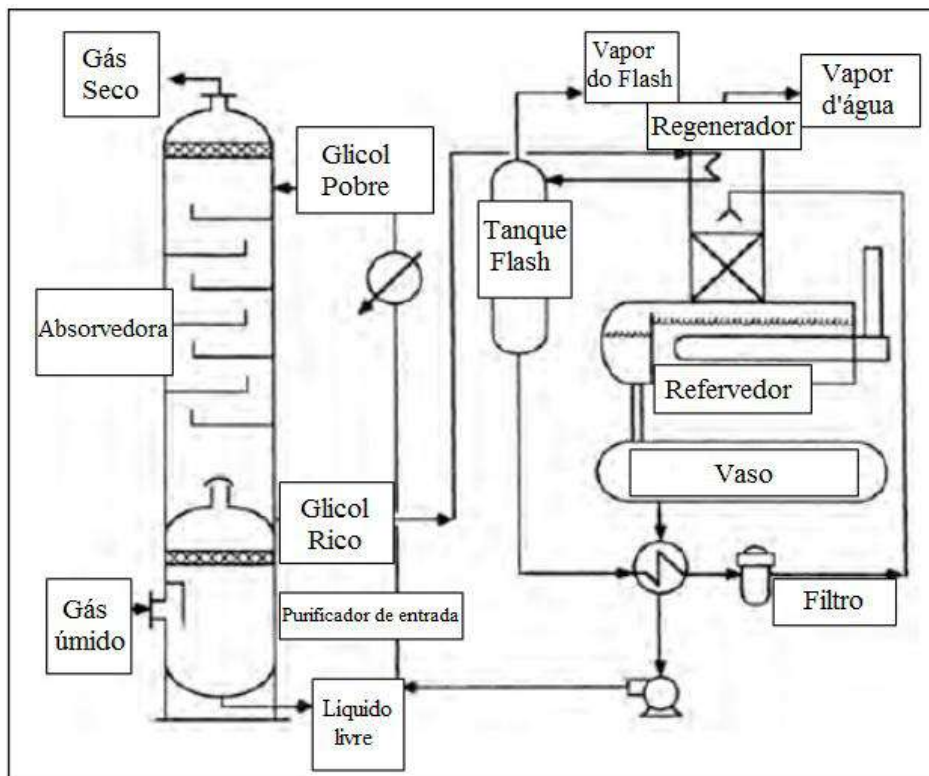 Gás
Seco
Vapor
do Flash
Vapor
d'água
Regenerador
Glicol
Pobre
Tanque
Flash
Absorvedora
Refervedor
Vaso
Glicol
Rico
Gás
úmido
Purificador de entrada
Filtro
Líquido
livre